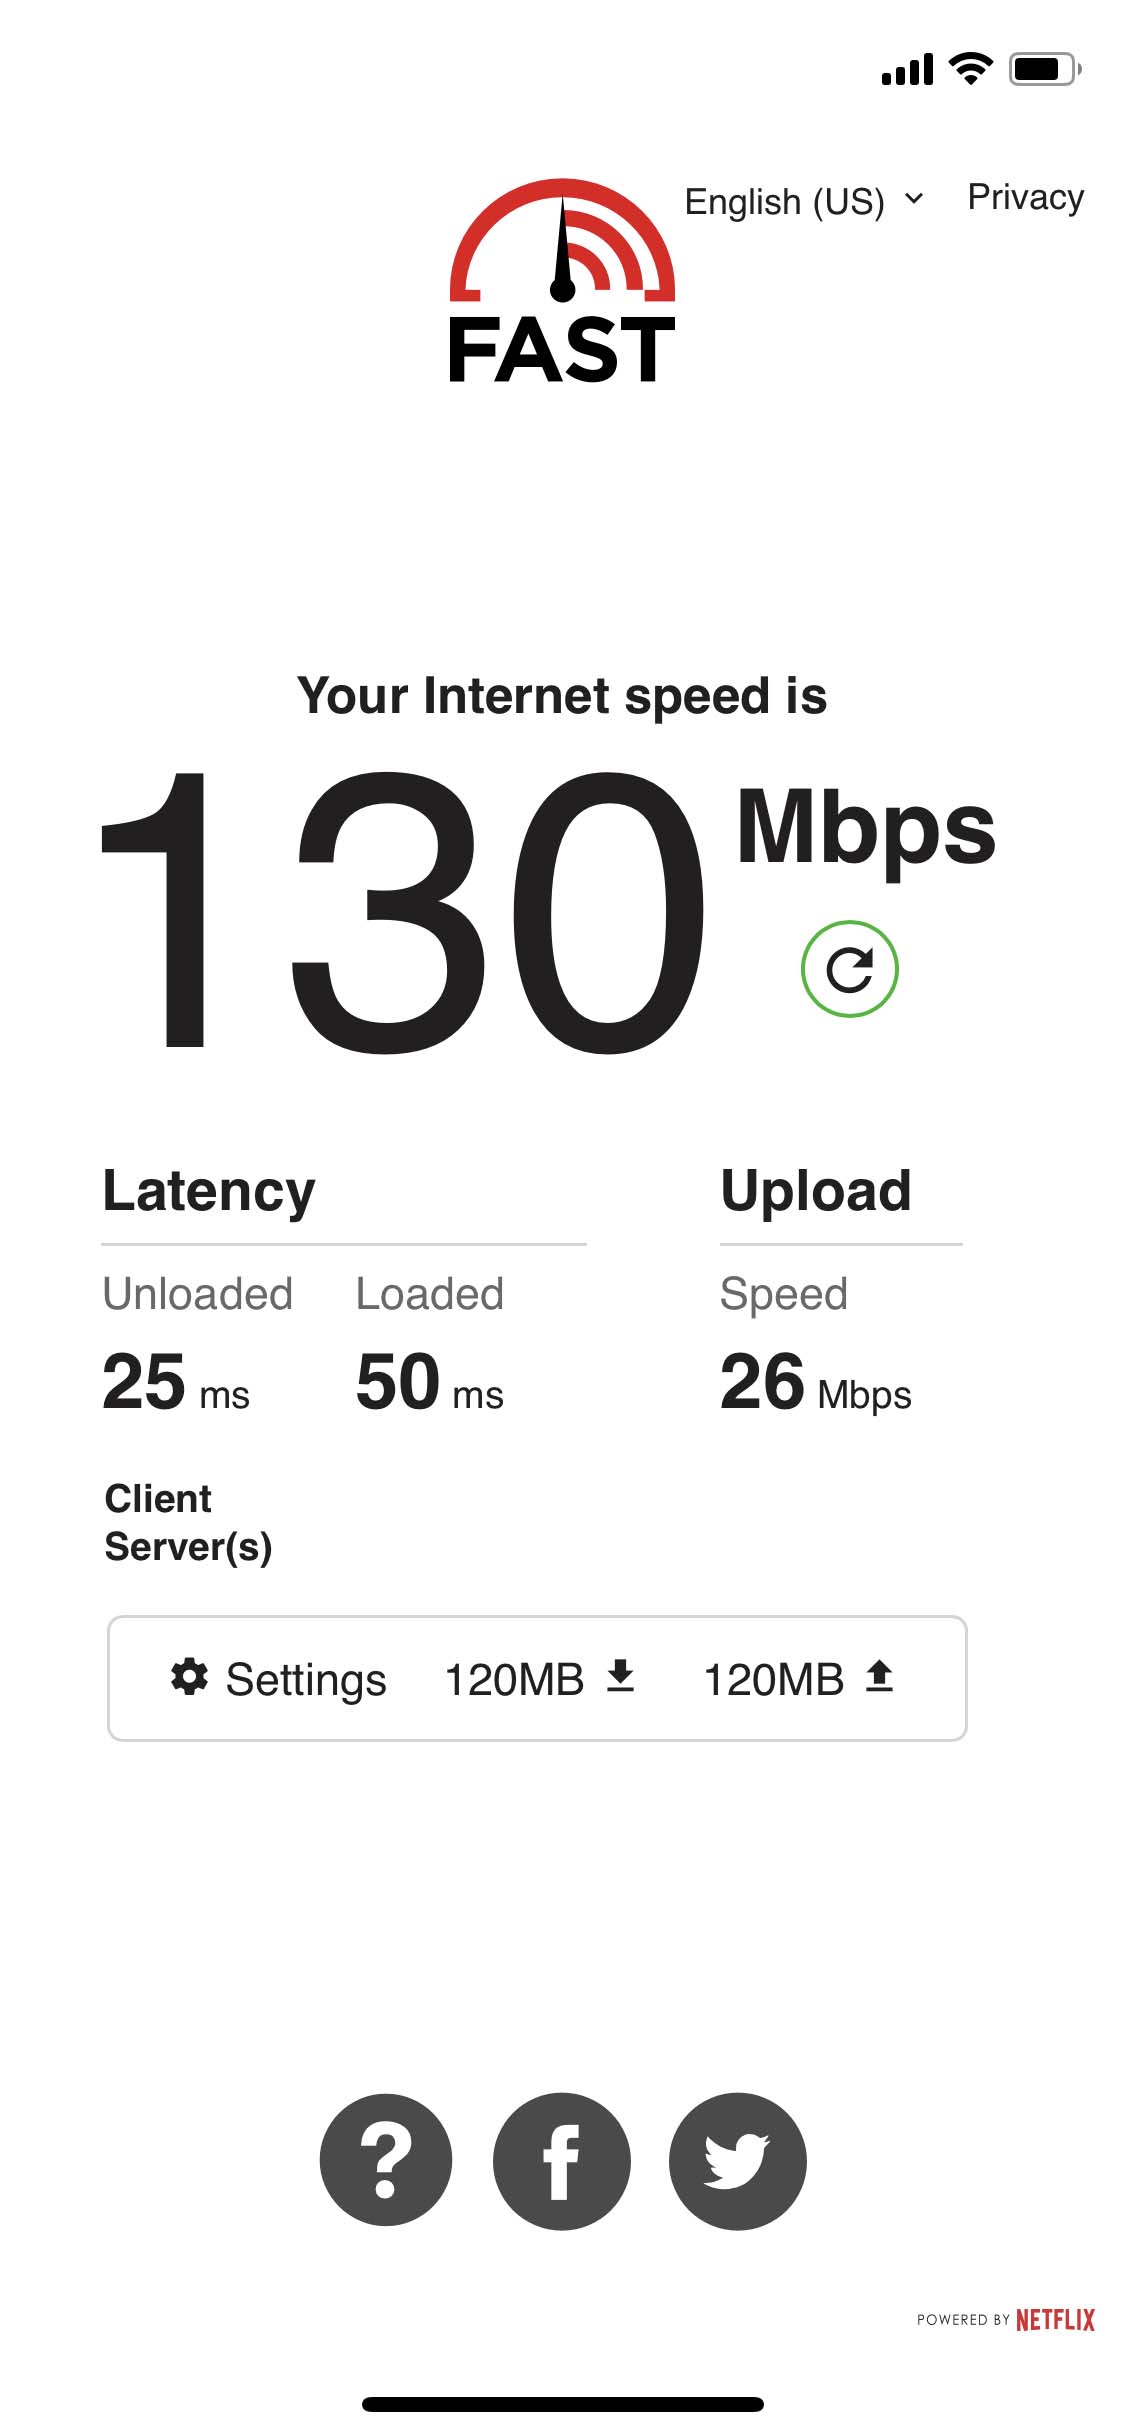 English (US) Privacy
FAST
Your Internet speed is
130 Mbps
Latency Upload
Unloaded Loaded Speed
25 ms 50 ms 26 Mbps
Client
Server(s)
Settings 120MB 120MB
?
f
POWERED BY NETFLIX